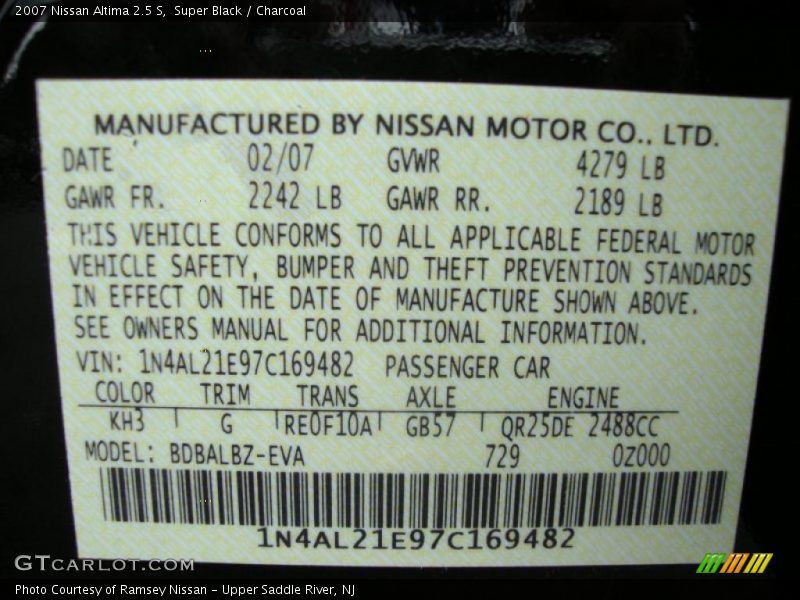 2007 Nissan Altima 2.5 S, Super Black / Charcoal
MANUFACTURED BY NISSAN MOTOR CO., LTD.
DATE 02/07 GVWR 4279 LB
GAWR FR. 2242 LB GAWR RR. 2189 LB
THIS VEHICLE CONFORMS TO ALL APPLICABLE FEDERAL MOTOR
VEHICLE SAFETY, BUMPER AND THEFT PREVENTION STANDARDS
IN EFFECT ON THE DATE OF MANUFACTURE SHOWN ABOVE.
SEE OWNERS MANUAL FOR ADDITIONAL INFORMATION.
VIN: 1N4AL21E97C169482 PASSENGER CAR
COLOR TRIM TRANS AXLE ENGINE
KH3 G RE0F10A GB57 QR25DE 2488CC
MODEL: BDBALBZ-EVA 729 0Z000
1N4AL21E97C169482
GTCARLOT.COM
Photo Courtesy of Ramsey Nissan - Upper Saddle River, NJ